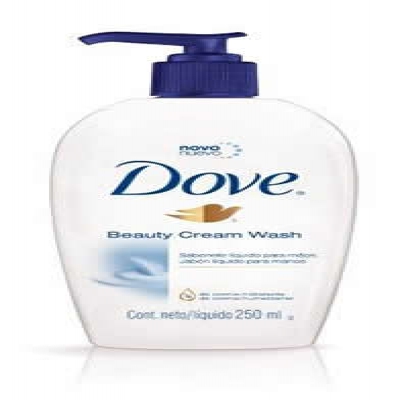 novo
nuevo
Dove
Beauty Cream Wash
Sabonete líquido para mãos
Jabón líquido para manos
Cont. neto/líquido 250 ml